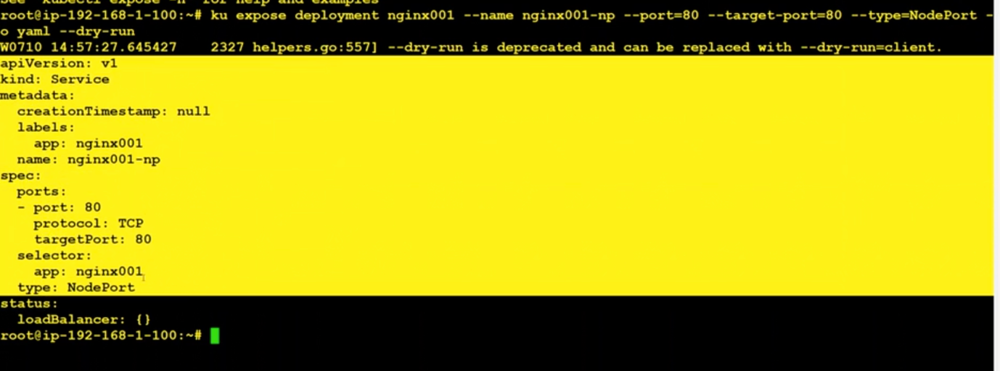 See 'kubectl expose -h' for help and examples
root@ip-192-168-1-100:~# ku expose deployment nginx001 --name nginx001-np --port=80 --target-port=80 --type=NodePort -
o yaml --dry-run
W0710 14:57:27.645427    2327 helpers.go:557] --dry-run is deprecated and can be replaced with --dry-run=client.
apiVersion: v1
kind: Service
metadata:
  creationTimestamp: null
  labels:
    app: nginx001
  name: nginx001-np
spec:
  ports:
  - port: 80
    protocol: TCP
    targetPort: 80
  selector:
    app: nginx001
  type: NodePort
status:
  loadBalancer: {}
root@ip-192-168-1-100:~#